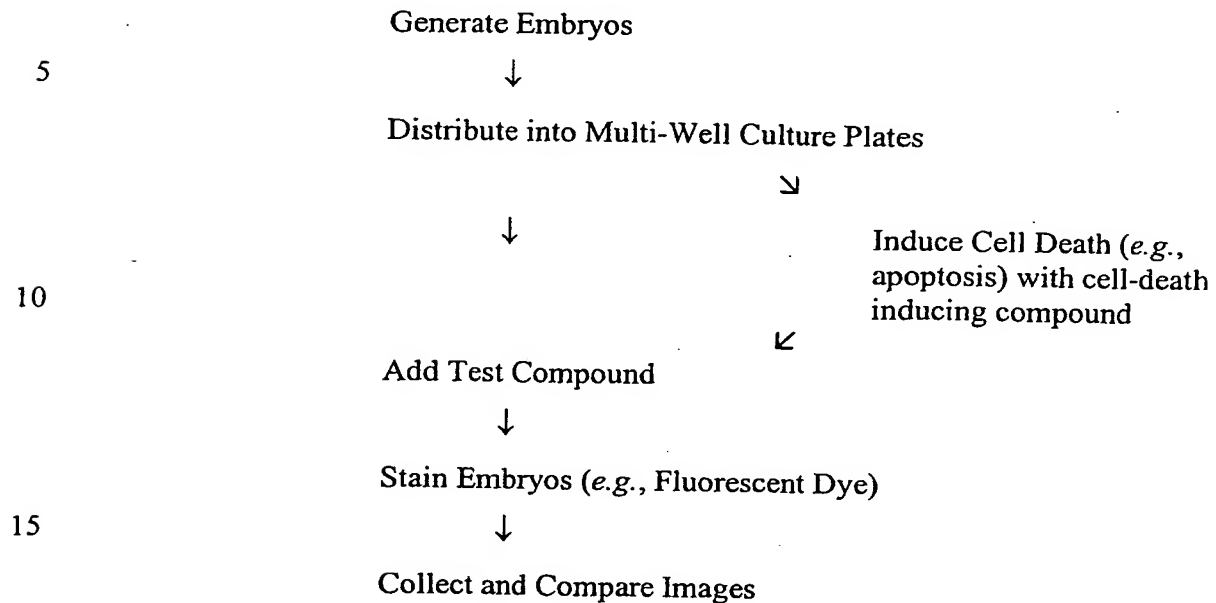 Generate Embryos
5
↓
Distribute into Multi-Well Culture Plates
↘
↓
Induce Cell Death (e.g.,
apoptosis) with cell-death
10
inducing compound
↙
Add Test Compound
↓
Stain Embryos (e.g., Fluorescent Dye)
15
↓
Collect and Compare Images